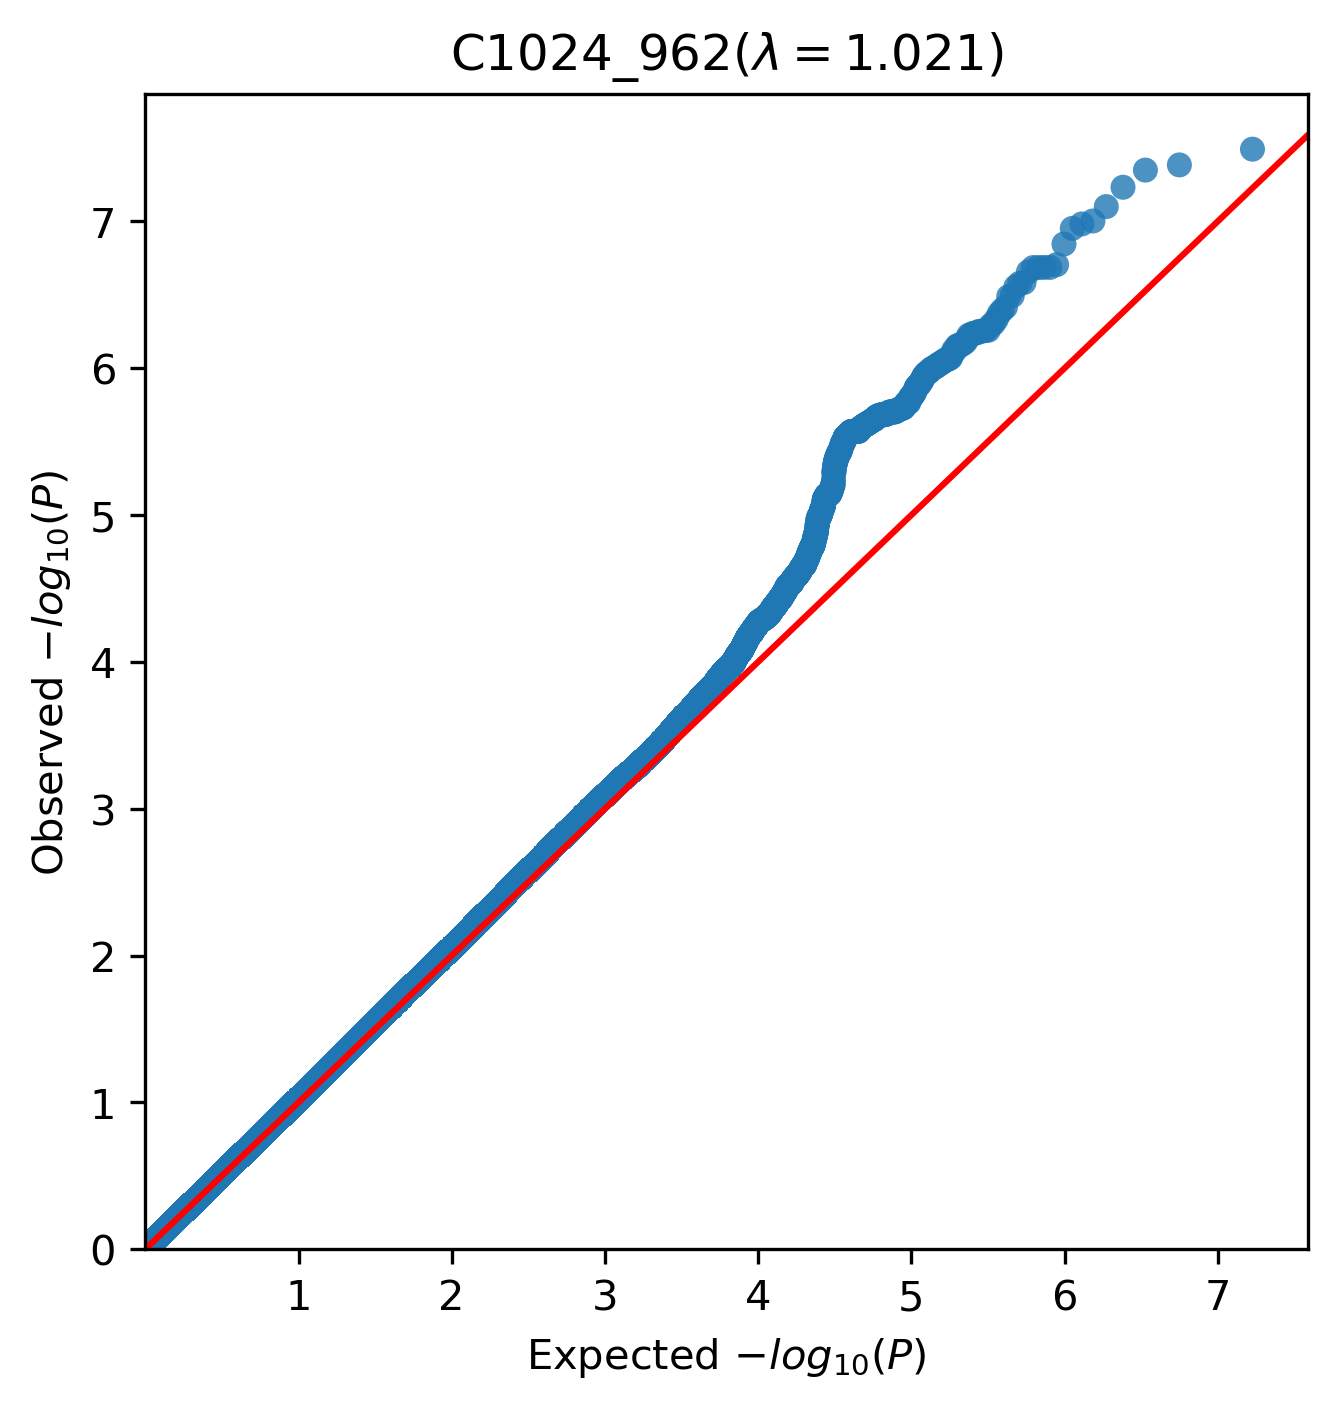 C1024_962(λ = 1.021)
Observed −log₁₀(P)
7
6
5
4
3
2
1
0
1 2 3 4 5 6 7
Expected −log₁₀(P)